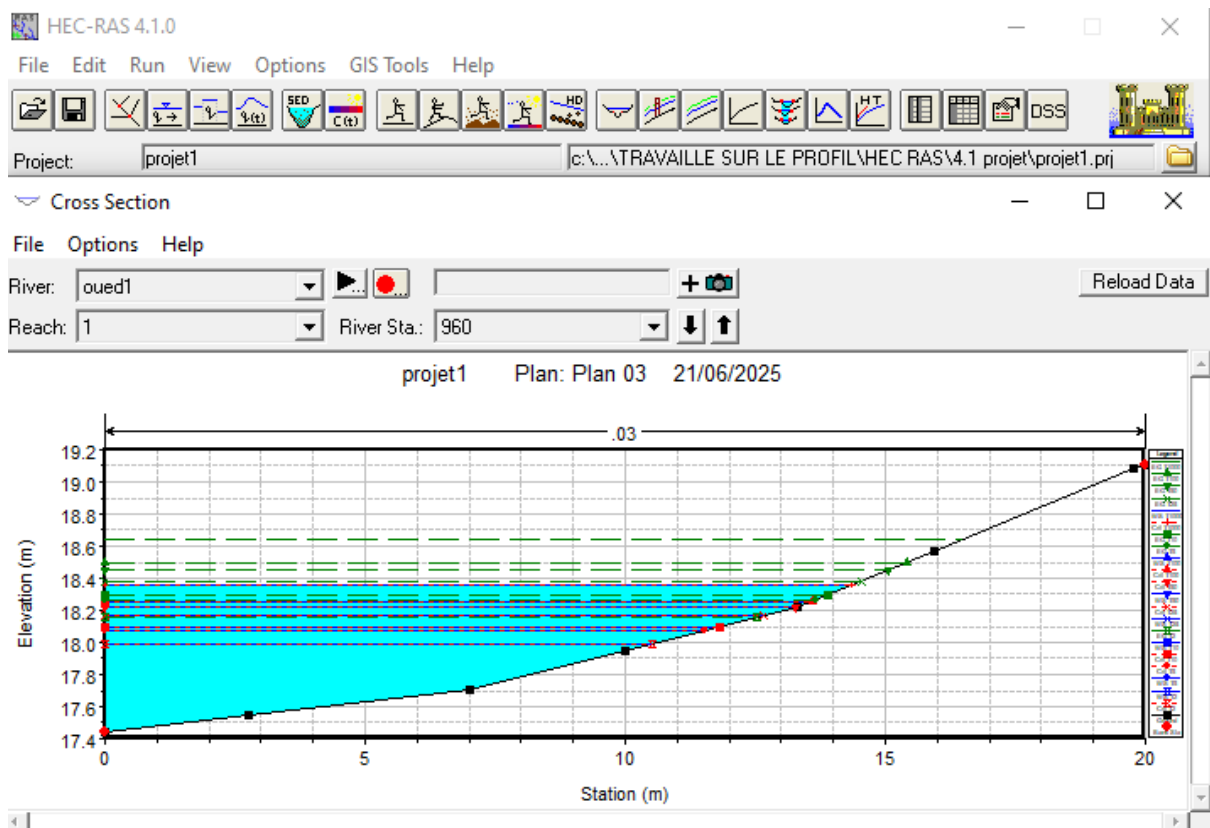 HEC-RAS 4.1.0
File Edit Run View Options GIS Tools Help
SED C(t) HD HT DSS
Project: projet1 c:\...\TRAVAILLE SUR LE PROFIL\HEC RAS\4.1 projet\projet1.prj
Cross Section
File Options Help
River: oued1 Reload Data
Reach: 1 River Sta.: 960
projet1 Plan: Plan 03 21/06/2025
.03
19.2
19.0
18.8
18.6
18.4
18.2
18.0
17.8
17.6
17.4
Elevation (m)
0 5 10 15 20
Station (m)
Legend